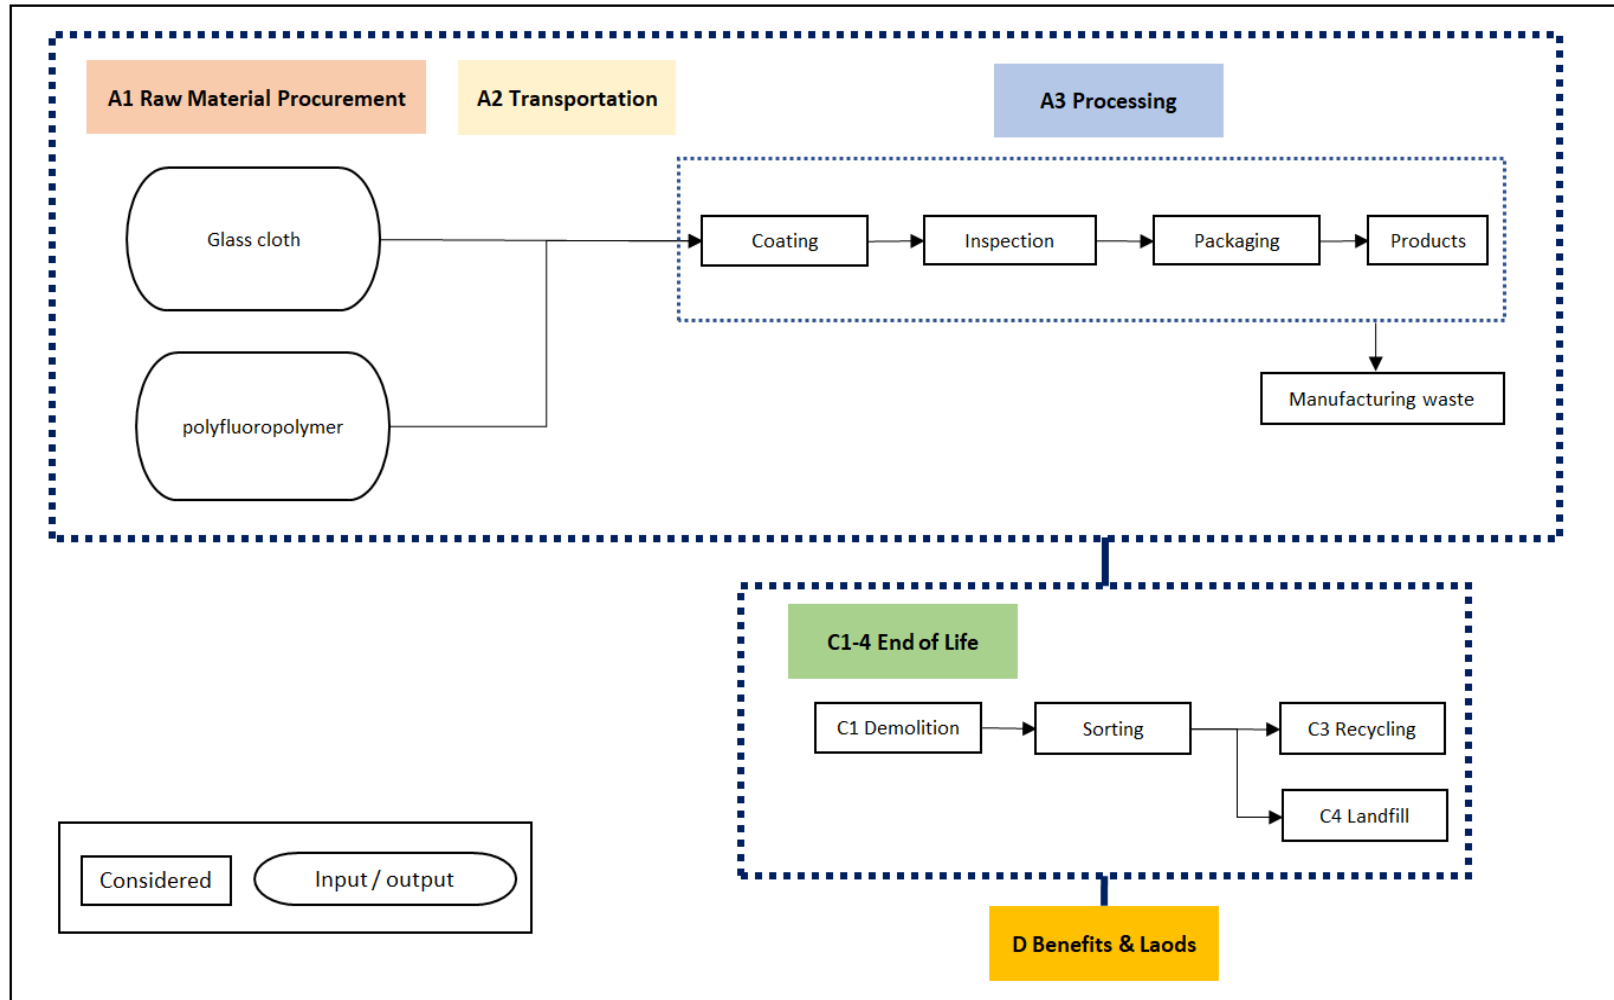 A1 Raw Material Procurement
A2 Transportation
A3 Processing
Glass cloth
Coating
Inspection
Packaging
Products
polyfluoropolymer
Manufacturing waste
C1-4 End of Life
C1 Demolition
Sorting
C3 Recycling
C4 Landfill
Considered
Input / output
D Benefits & Laods